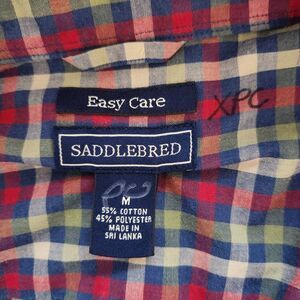 Easy Care
XPC
SADDLEBRED
M
55% COTTON
45% POLYESTER
MADE IN
SRI LANKA